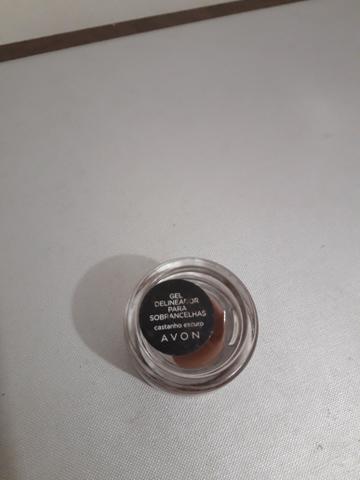 GEL
DELINEADOR
PARA
SOBRANCELHAS
castanho escuro
AVON